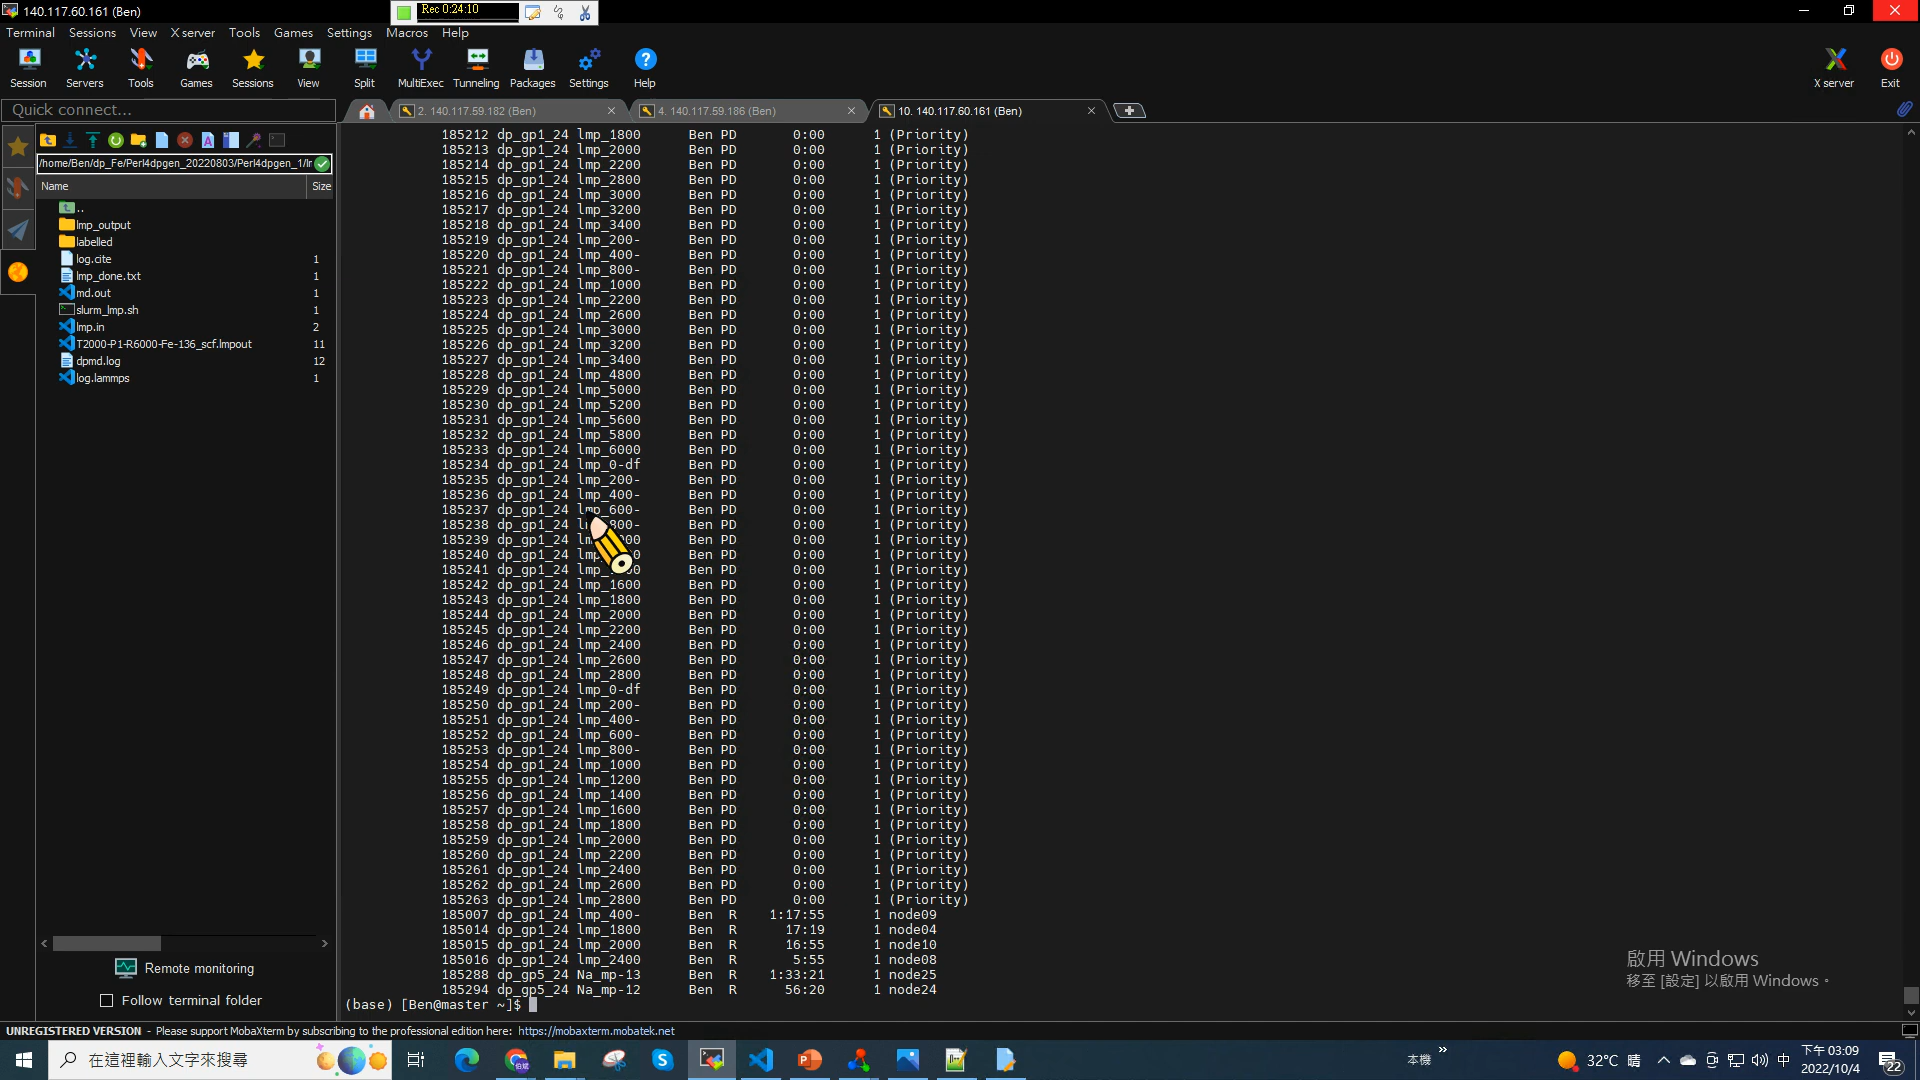 140.117.60.161 (Ben)
Rec 0:24:10
Terminal Sessions View X server Tools Games Settings Macros Help
Session Servers Tools Games Sessions View Split MultiExec Tunneling Packages Settings Help X server Exit
Quick connect...
2. 140.117.59.182 (Ben) 4. 140.117.59.186 (Ben) 10. 140.117.60.161 (Ben)
/home/Ben/dp_Fe/Perl4dpgen_20220803/Perl4dpgen_1/
Name Size
..
lmp_output
labelled
log.cite 1
lmp_done.txt 1
md.out 1
slurm_lmp.sh 1
lmp.in 2
T2000-P1-R6000-Fe-136_scf.lmpout 11
dpmd.log 12
log.lammps 1
Remote monitoring
Follow terminal folder
185212 dp_gp1_24 lmp_1800 Ben PD 0:00 1 (Priority)
185213 dp_gp1_24 lmp_2000 Ben PD 0:00 1 (Priority)
185214 dp_gp1_24 lmp_2200 Ben PD 0:00 1 (Priority)
185215 dp_gp1_24 lmp_2800 Ben PD 0:00 1 (Priority)
185216 dp_gp1_24 lmp_3000 Ben PD 0:00 1 (Priority)
185217 dp_gp1_24 lmp_3200 Ben PD 0:00 1 (Priority)
185218 dp_gp1_24 lmp_3400 Ben PD 0:00 1 (Priority)
185219 dp_gp1_24 lmp_200- Ben PD 0:00 1 (Priority)
185220 dp_gp1_24 lmp_400- Ben PD 0:00 1 (Priority)
185221 dp_gp1_24 lmp_800- Ben PD 0:00 1 (Priority)
185222 dp_gp1_24 lmp_1000 Ben PD 0:00 1 (Priority)
185223 dp_gp1_24 lmp_2200 Ben PD 0:00 1 (Priority)
185224 dp_gp1_24 lmp_2600 Ben PD 0:00 1 (Priority)
185225 dp_gp1_24 lmp_3000 Ben PD 0:00 1 (Priority)
185226 dp_gp1_24 lmp_3200 Ben PD 0:00 1 (Priority)
185227 dp_gp1_24 lmp_3400 Ben PD 0:00 1 (Priority)
185228 dp_gp1_24 lmp_4800 Ben PD 0:00 1 (Priority)
185229 dp_gp1_24 lmp_5000 Ben PD 0:00 1 (Priority)
185230 dp_gp1_24 lmp_5200 Ben PD 0:00 1 (Priority)
185231 dp_gp1_24 lmp_5600 Ben PD 0:00 1 (Priority)
185232 dp_gp1_24 lmp_5800 Ben PD 0:00 1 (Priority)
185233 dp_gp1_24 lmp_6000 Ben PD 0:00 1 (Priority)
185234 dp_gp1_24 lmp_0-df Ben PD 0:00 1 (Priority)
185235 dp_gp1_24 lmp_200- Ben PD 0:00 1 (Priority)
185236 dp_gp1_24 lmp_400- Ben PD 0:00 1 (Priority)
185237 dp_gp1_24 lmp_600- Ben PD 0:00 1 (Priority)
185238 dp_gp1_24 Ben PD 0:00 1 (Priority)
185239 dp_gp1_24 Ben PD 0:00 1 (Priority)
185240 dp_gp1_24 Ben PD 0:00 1 (Priority)
185241 dp_gp1_24 Ben PD 0:00 1 (Priority)
185242 dp_gp1_24 lmp_1600 Ben PD 0:00 1 (Priority)
185243 dp_gp1_24 lmp_1800 Ben PD 0:00 1 (Priority)
185244 dp_gp1_24 lmp_2000 Ben PD 0:00 1 (Priority)
185245 dp_gp1_24 lmp_2200 Ben PD 0:00 1 (Priority)
185246 dp_gp1_24 lmp_2400 Ben PD 0:00 1 (Priority)
185247 dp_gp1_24 lmp_2600 Ben PD 0:00 1 (Priority)
185248 dp_gp1_24 lmp_2800 Ben PD 0:00 1 (Priority)
185249 dp_gp1_24 lmp_0-df Ben PD 0:00 1 (Priority)
185250 dp_gp1_24 lmp_200- Ben PD 0:00 1 (Priority)
185251 dp_gp1_24 lmp_400- Ben PD 0:00 1 (Priority)
185252 dp_gp1_24 lmp_600- Ben PD 0:00 1 (Priority)
185253 dp_gp1_24 lmp_800- Ben PD 0:00 1 (Priority)
185254 dp_gp1_24 lmp_1000 Ben PD 0:00 1 (Priority)
185255 dp_gp1_24 lmp_1200 Ben PD 0:00 1 (Priority)
185256 dp_gp1_24 lmp_1400 Ben PD 0:00 1 (Priority)
185257 dp_gp1_24 lmp_1600 Ben PD 0:00 1 (Priority)
185258 dp_gp1_24 lmp_1800 Ben PD 0:00 1 (Priority)
185259 dp_gp1_24 lmp_2000 Ben PD 0:00 1 (Priority)
185260 dp_gp1_24 lmp_2200 Ben PD 0:00 1 (Priority)
185261 dp_gp1_24 lmp_2400 Ben PD 0:00 1 (Priority)
185262 dp_gp1_24 lmp_2600 Ben PD 0:00 1 (Priority)
185263 dp_gp1_24 lmp_2800 Ben PD 0:00 1 (Priority)
185007 dp_gp1_24 lmp_400- Ben R 1:17:55 1 node09
185014 dp_gp1_24 lmp_1800 Ben R 17:19 1 node04
185015 dp_gp1_24 lmp_2000 Ben R 16:55 1 node10
185016 dp_gp1_24 lmp_2400 Ben R 5:55 1 node08
185288 dp_gp5_24 Na_mp-13 Ben R 1:33:21 1 node25
185294 dp_gp5_24 Na_mp-12 Ben R 56:20 1 node24
(base) [Ben@master ~]$
啟用 Windows
移至 [設定] 以啟用 Windows。
UNREGISTERED VERSION - Please support MobaXterm by subscribing to the professional edition here: https://mobaxterm.mobatek.net
在這裡輸入文字來搜尋
本機 »
32°C 晴
中
下午 03:09
2022/10/4
22